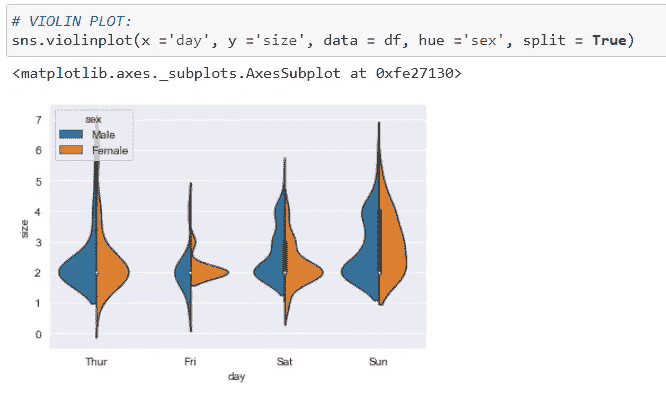 # VIOLIN PLOT:
sns.violinplot(x ='day', y ='size', data = df, hue ='sex', split = True)
<matplotlib.axes._subplots.AxesSubplot at 0xfe27130>
sex
Male
Female
7
6
5
4
3
2
1
0
size
Thur Fri Sat Sun
day